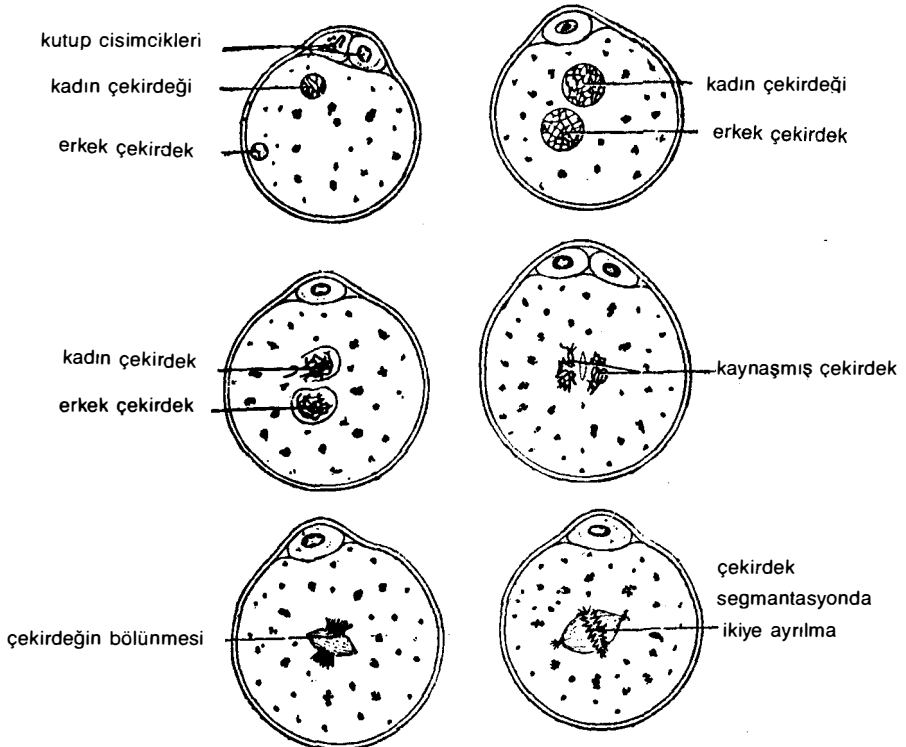 kutup cisimcikleri
kadın çekirdeği
erkek çekirdek
kadın çekirdeği
erkek çekirdek
kadın çekirdek
erkek çekirdek
kaynaşmış çekirdek
çekirdeğin bölünmesi
çekirdek
segmantasyonda
ikiye ayrılma